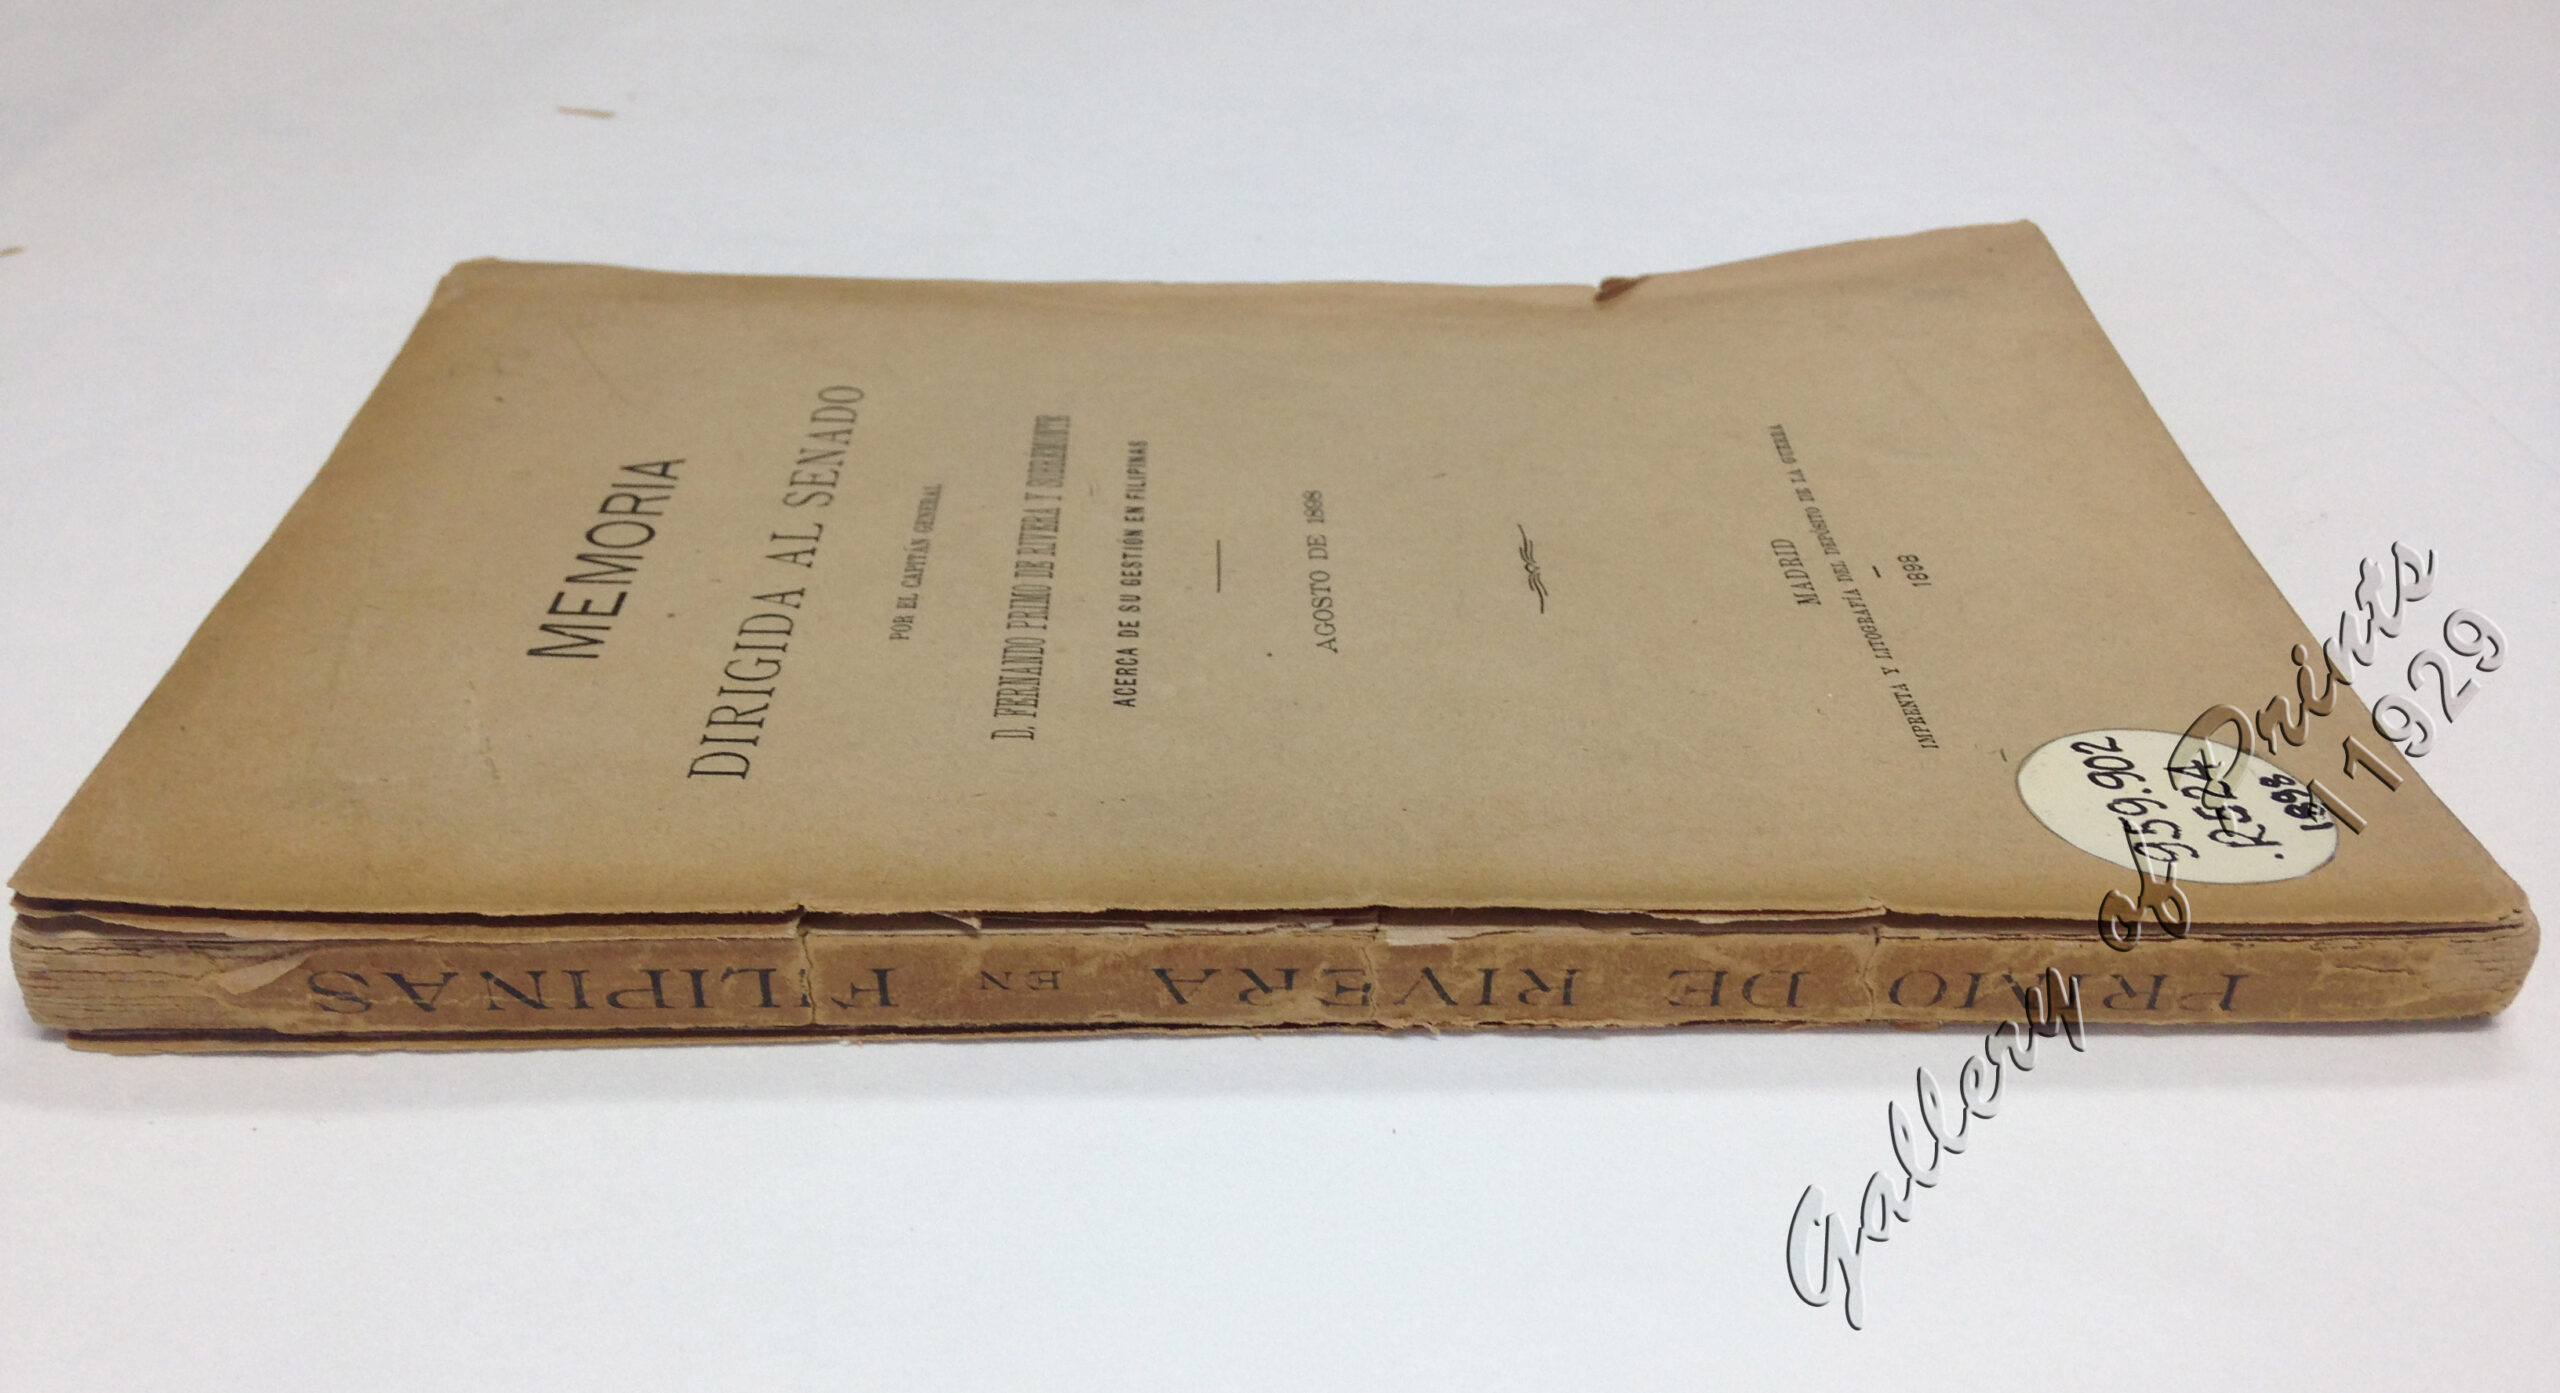 MEMORIA
DIRIGIDA AL SENADO
POR EL CAPITÁN GENERAL
D. FERNANDO PRIMO DE RIVERA Y SOBREMONTE
ACERCA DE SU GESTIÓN EN FILIPINAS
AGOSTO DE 1898
MADRID
IMPRENTA Y LITOGRAFÍA DEL DEPÓSITO DE LA GUERRA
1898
959.902
.R524
.1898
PRIMO DE RIVERA EN FILIPINAS
Gallery of Prints
11929